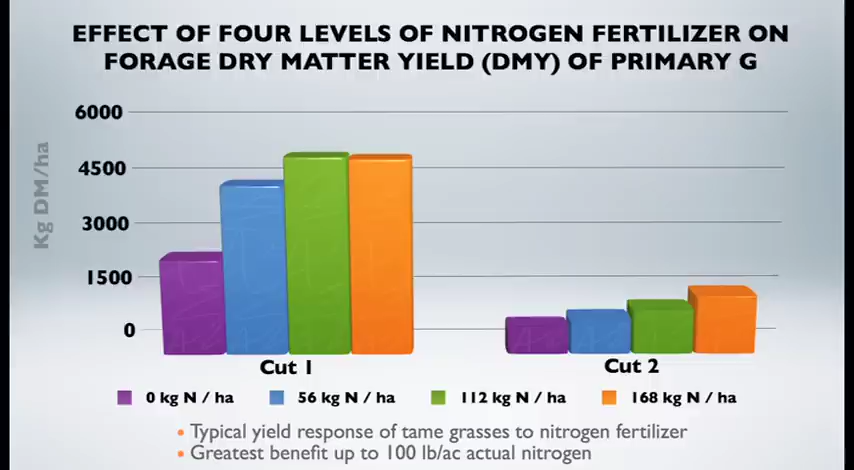 EFFECT OF FOUR LEVELS OF NITROGEN FERTILIZER ON
FORAGE DRY MATTER YIELD (DMY) OF PRIMARY G
Kg DM/ha
6000
4500
3000
1500
0
Cut 1
Cut 2
0 kg N / ha
56 kg N / ha
112 kg N / ha
168 kg N / ha
• Typical yield response of tame grasses to nitrogen fertilizer
• Greatest benefit up to 100 lb/ac actual nitrogen